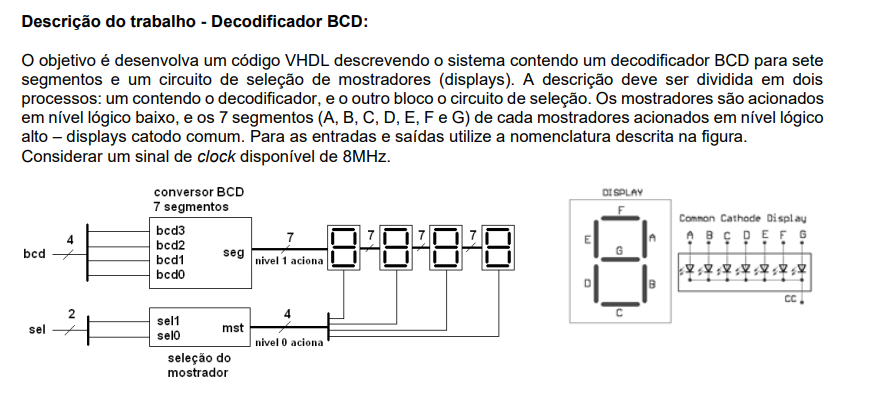 Descrição do trabalho - Decodificador BCD:
O objetivo é desenvolva um código VHDL descrevendo o sistema contendo um decodificador BCD para sete
segmentos e um circuito de seleção de mostradores (displays). A descrição deve ser dividida em dois
processos: um contendo o decodificador, e o outro bloco o circuito de seleção. Os mostradores são acionados
em nível lógico baixo, e os 7 segmentos (A, B, C, D, E, F e G) de cada mostradores acionados em nível lógico
alto – displays catodo comum. Para as entradas e saídas utilize a nomenclatura descrita na figura.
Considerar um sinal de clock disponível de 8MHz.
conversor BCD
7 segmentos
bcd
4
bcd3
bcd2
bcd1
bcd0
seg
7
nivel 1 aciona
7
7
7
sel
2
sel1
sel0
mst
4
nivel 0 aciona
seleção do
mostrador
DISPLAY
F
E
A
G
D
B
C
Common Cathode Display
A B C D E F G
CC